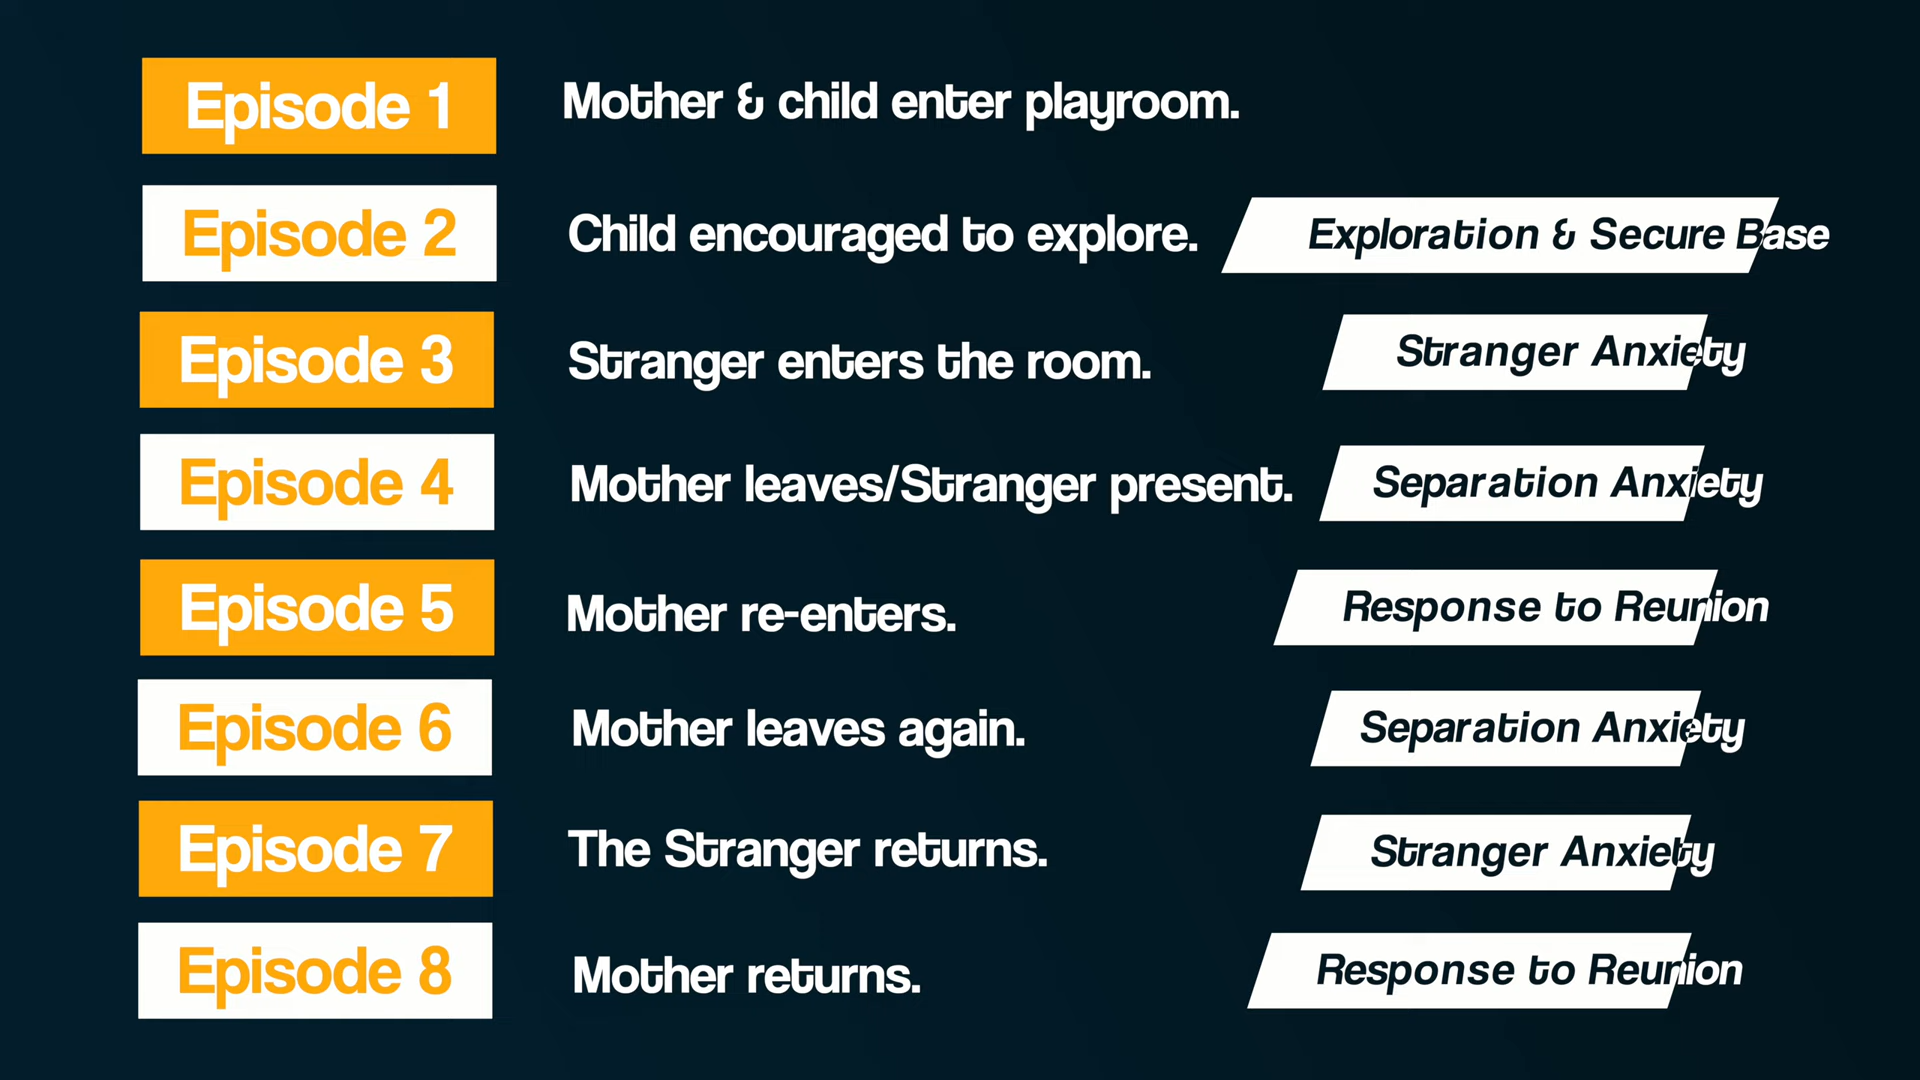 Episode 1 Mother & child enter playroom.
Episode 2 Child encouraged to explore. Exploration & Secure Base
Episode 3 Stranger enters the room. Stranger Anxiety
Episode 4 Mother leaves/Stranger present. Separation Anxiety
Episode 5 Mother re-enters. Response to Reunion
Episode 6 Mother leaves again. Separation Anxiety
Episode 7 The Stranger returns. Stranger Anxiety
Episode 8 Mother returns. Response to Reunion